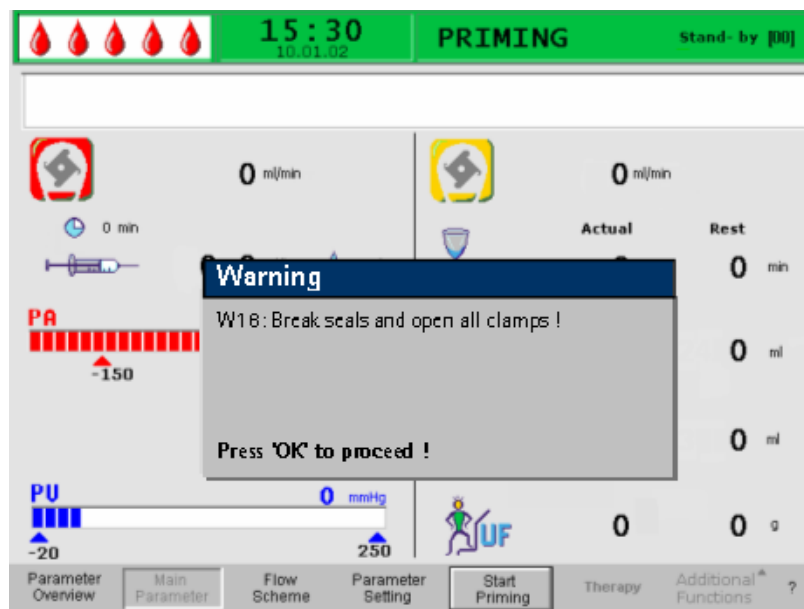 15:30
10.01.02
PRIMING
Stand- by [00]
0 ml/min
0 ml/min
0 min
Actual
Rest
0 min
Warning
W16: Break seals and open all clamps !
Press 'OK' to proceed !
PA
-150
0 ml
0 ml
PU
0 mmHg
-20
250
UF
0
0 g
Parameter Overview
Main Parameter
Flow Scheme
Parameter Setting
Start Priming
Therapy
Additional Functions
?